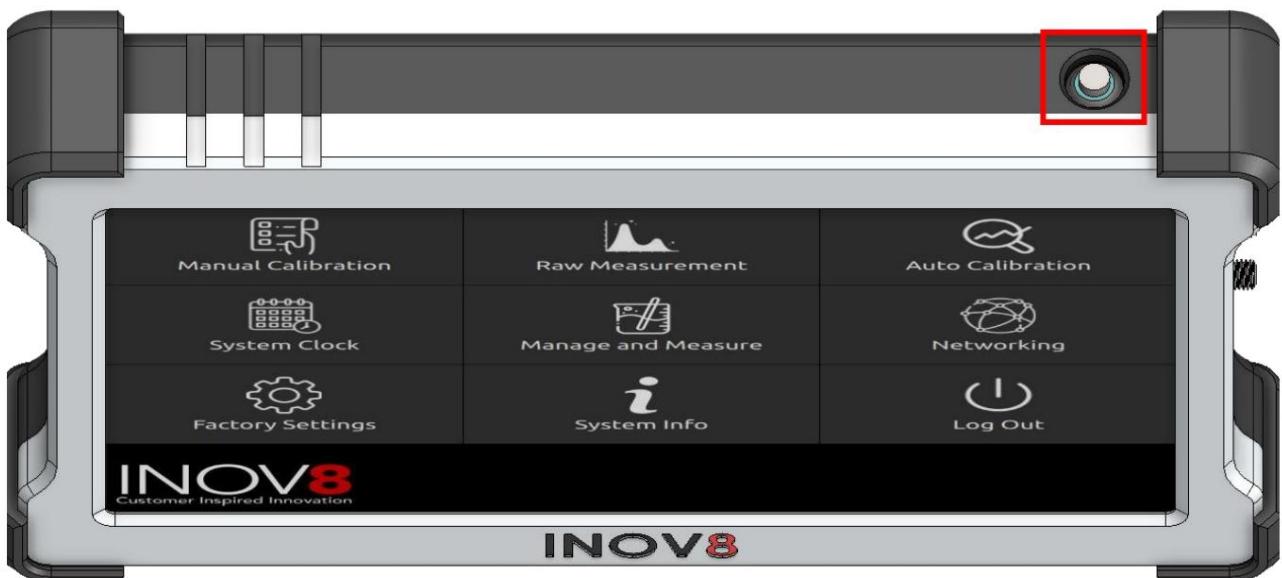 Manual Calibration
Raw Measurement
Auto Calibration
System Clock
Manage and Measure
Networking
Factory Settings
System Info
Log Out
INOV8
Customer Inspired Innovation
INOV8